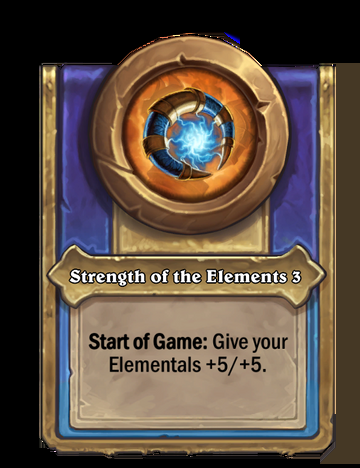 Strength of the Elements 3
Start of Game: Give your
Elementals +5/+5.